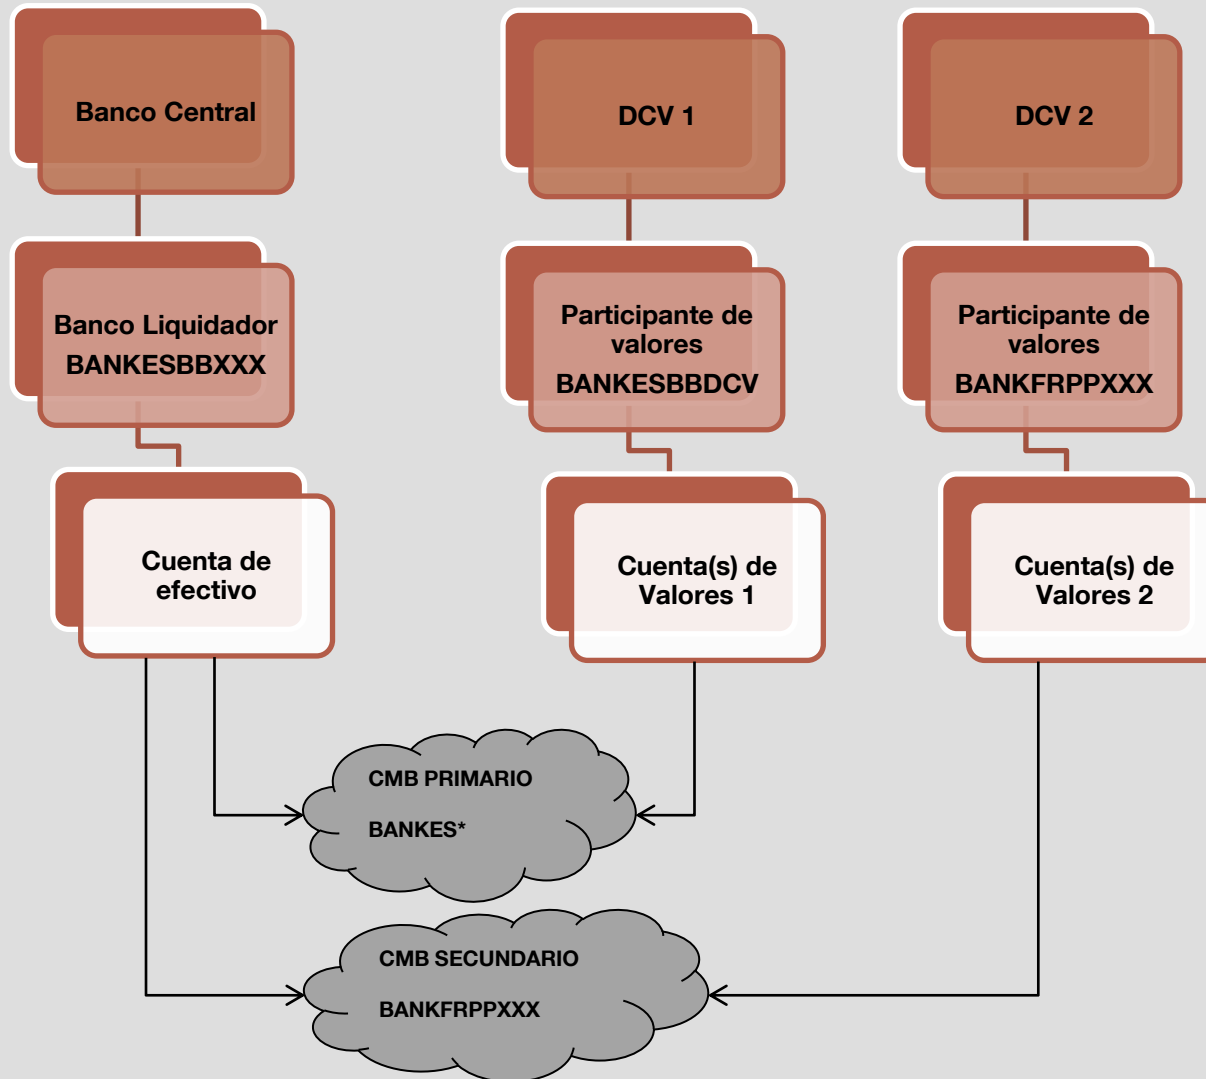 Banco Central
DCV 1
DCV 2
Banco Liquidador
BANKESBBXXX
Participante de
valores
BANKESBBDCV
Participante de
valores
BANKFRPPXXX
Cuenta de
efectivo
Cuenta(s) de
Valores 1
Cuenta(s) de
Valores 2
CMB PRIMARIO
BANKES*
CMB SECUNDARIO
BANKFRPPXXX